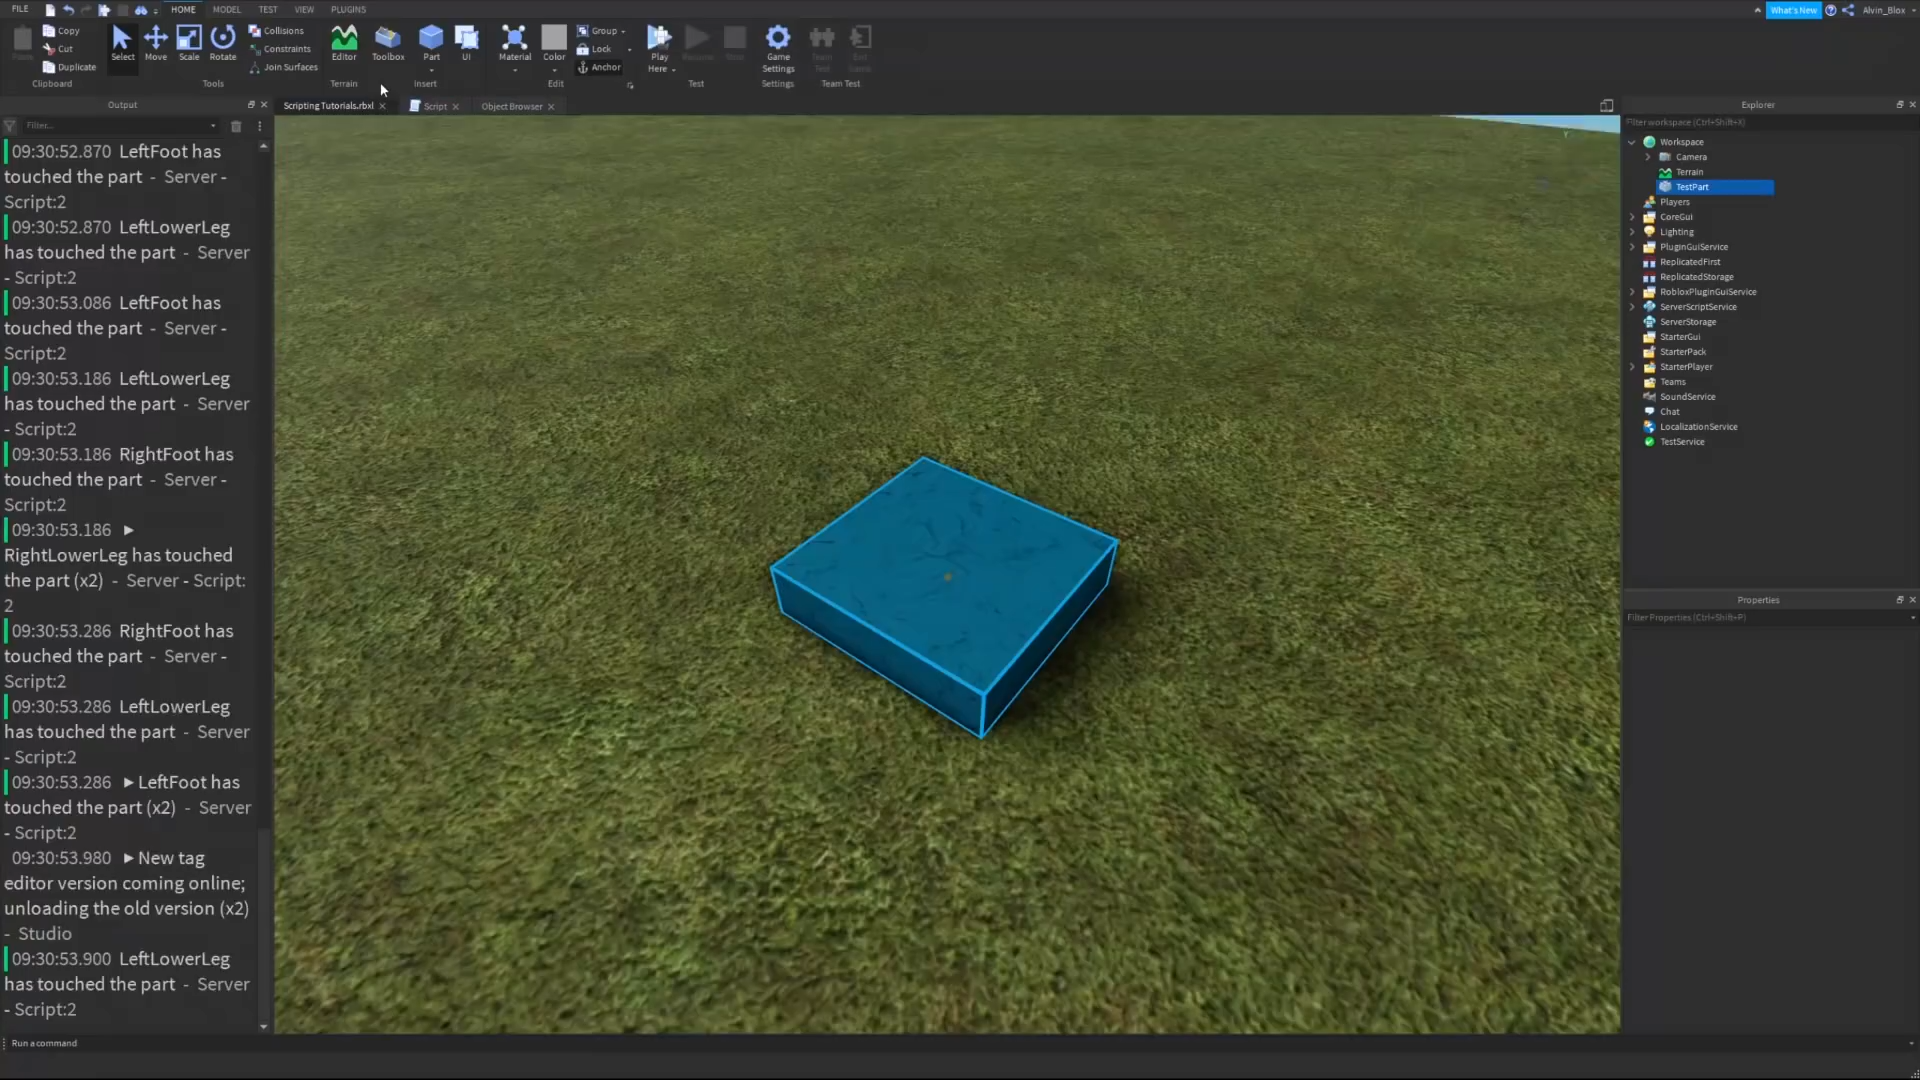 FILE HOME MODEL TEST VIEW PLUGINS What's New Alvin_Blox
Copy
Cut
Duplicate
Clipboard
Select Move Scale Rotate
Collisions
Constraints
Join Surfaces
Tools
Editor
Terrain
Toolbox Part UI
Insert
Material Color
Group
Lock
Anchor
Edit
Play
Here
Test
Game
Settings
Settings
Team Test
Output
Filter...
09:30:52.870 LeftFoot has
touched the part - Server -
Script:2
09:30:52.870 LeftLowerLeg
has touched the part - Server
- Script:2
09:30:53.086 LeftFoot has
touched the part - Server -
Script:2
09:30:53.186 LeftLowerLeg
has touched the part - Server
- Script:2
09:30:53.186 RightFoot has
touched the part - Server -
Script:2
09:30:53.186 ▶
RightLowerLeg has touched
the part (x2) - Server - Script:
2
09:30:53.286 RightFoot has
touched the part - Server -
Script:2
09:30:53.286 LeftLowerLeg
has touched the part - Server
- Script:2
09:30:53.286 ▶ LeftFoot has
touched the part (x2) - Server
- Script:2
09:30:53.980 ▶ New tag
editor version coming online;
unloading the old version (x2)
- Studio
09:30:53.900 LeftLowerLeg
has touched the part - Server
- Script:2
Run a command
Scripting Tutorials.rbxl × Script × Object Browser ×
Explorer
Filter workspace (Ctrl+Shift+X)
Workspace
Camera
Terrain
TestPart
Players
CoreGui
Lighting
PluginGuiService
ReplicatedFirst
ReplicatedStorage
RobloxPluginGuiService
ServerScriptService
ServerStorage
StarterGui
StarterPack
StarterPlayer
Teams
SoundService
Chat
LocalizationService
TestService
Properties
Filter Properties (Ctrl+Shift+P)